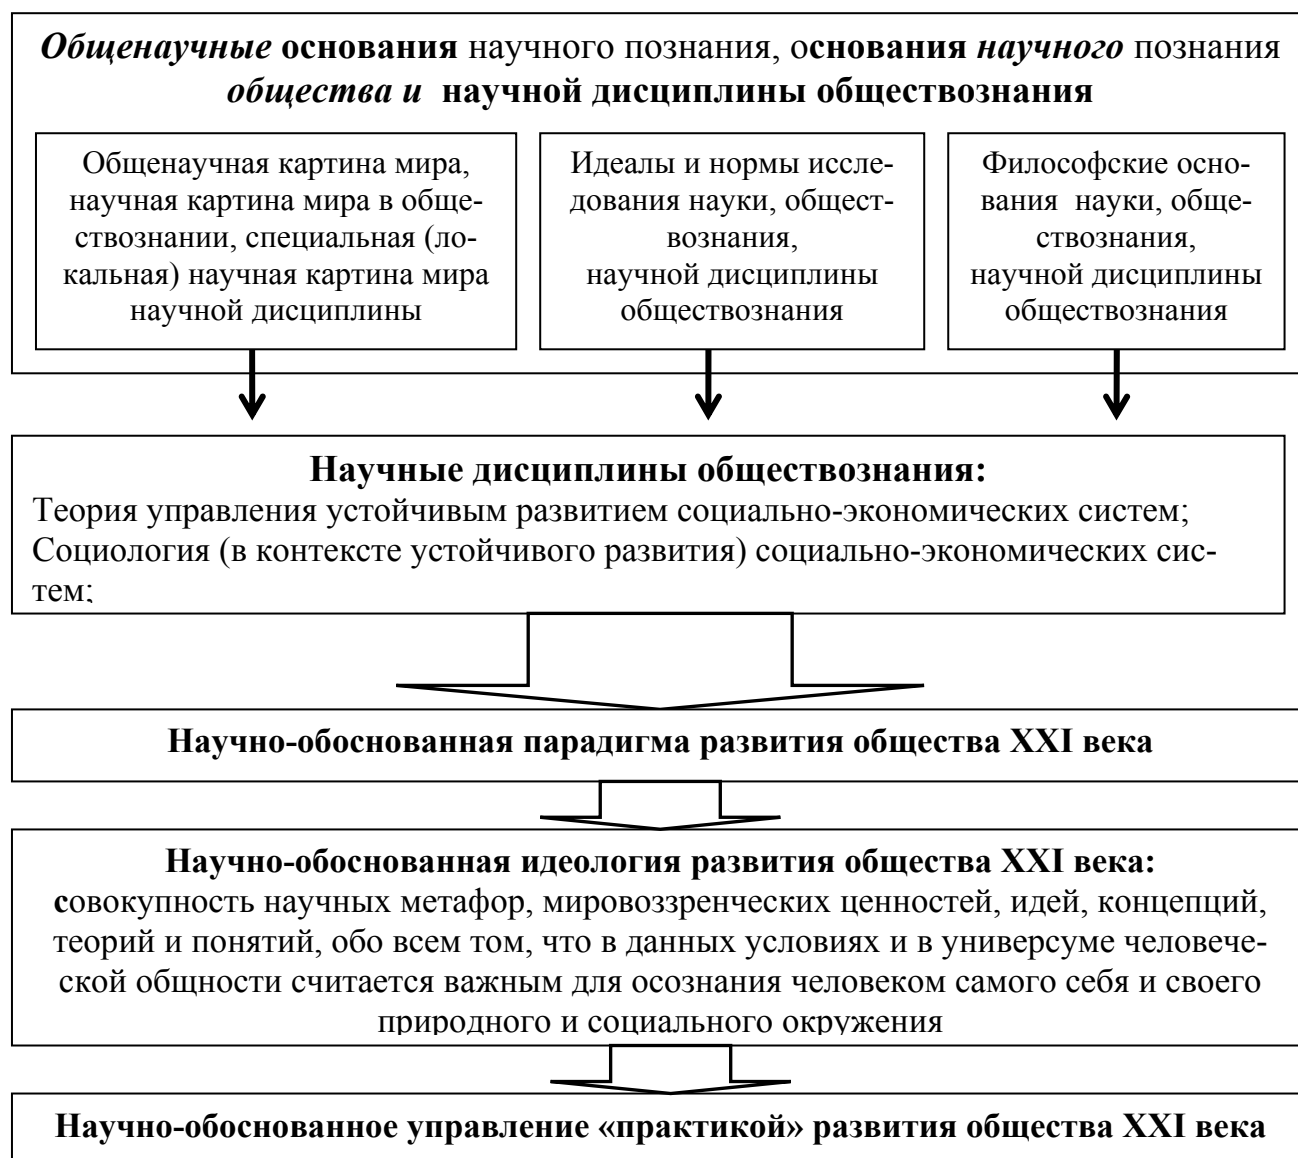 Общенаучные основания научного познания, основания научного познания
общества и научной дисциплины обществознания
Общенаучная картина мира,
научная картина мира в обще-
ствознании, специальная (ло-
кальная) научная картина мира
научной дисциплины
Идеалы и нормы иссле-
дования науки, общест-
вознания,
научной дисциплины
обществознания
Философские осно-
вания науки, обще-
ствознания,
научной дисциплины
обществознания
Научные дисциплины обществознания:
Теория управления устойчивым развитием социально-экономических систем;
Социология (в контексте устойчивого развития) социально-экономических сис-
тем;
Научно-обоснованная парадигма развития общества XXI века
Научно-обоснованная идеология развития общества XXI века:
совокупность научных метафор, мировоззренческих ценностей, идей, концепций,
теорий и понятий, обо всем том, что в данных условиях и в универсуме человече-
ской общности считается важным для осознания человеком самого себя и своего
природного и социального окружения
Научно-обоснованное управление «практикой» развития общества XXI века